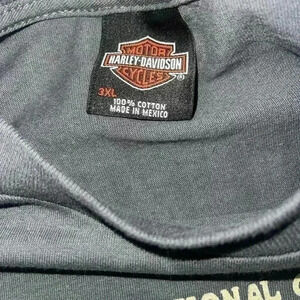 MOTOR
HARLEY-DAVIDSON
CYCLES
3XL
100% COTTON
MADE IN MEXICO